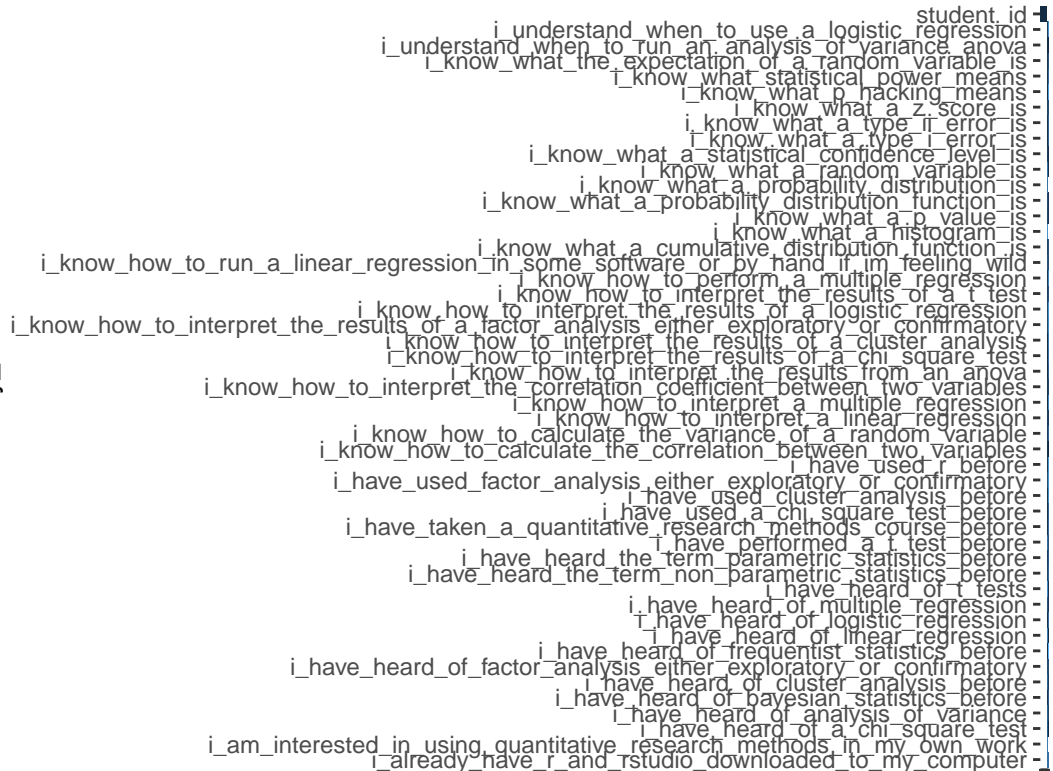 student_id
i_understand_when_to_use_a_logistic_regression
i_understand_when_to_run_an_analysis_of_variance_anova
i_know_what_the_expectation_of_a_random_variable_is
i_know_what_statistical_power_means
i_know_what_p_hacking_means
i_know_what_a_z_score_is
i_know_what_a_type_ii_error_is
i_know_what_a_type_i_error_is
i_know_what_a_statistical_confidence_level_is
i_know_what_a_random_variable_is
i_know_what_a_probability_distribution_is
i_know_what_a_probability_distribution_function_is
i_know_what_a_p_value_is
i_know_what_a_histogram_is
i_know_what_a_cumulative_distribution_function_is
i_know_how_to_run_a_linear_regression_in_some_software_or_by_hand_if_im_feeling_wild
i_know_how_to_perform_a_multiple_regression
i_know_how_to_interpret_the_results_of_a_t_test
i_know_how_to_interpret_the_results_of_a_logistic_regression
i_know_how_to_interpret_the_results_of_a_factor_analysis_either_exploratory_or_confirmatory
i_know_how_to_interpret_the_results_of_a_cluster_analysis
i_know_how_to_interpret_the_results_of_a_chi_square_test
i_know_how_to_interpret_the_results_from_an_anova
i_know_how_to_interpret_the_correlation_coefficient_between_two_variables
i_know_how_to_interpret_a_multiple_regression
i_know_how_to_interpret_a_linear_regression
i_know_how_to_calculate_the_variance_of_a_random_variable
i_know_how_to_calculate_the_correlation_between_two_variables
i_have_used_r_before
i_have_used_factor_analysis_either_exploratory_or_confirmatory
i_have_used_cluster_analysis_before
i_have_used_a_chi_square_test_before
i_have_taken_a_quantitative_research_methods_course_before
i_have_performed_a_t_test_before
i_have_heard_the_term_parametric_statistics_before
i_have_heard_the_term_non_parametric_statistics_before
i_have_heard_of_t_tests
i_have_heard_of_multiple_regression
i_have_heard_of_logistic_regression
i_have_heard_of_linear_regression
i_have_heard_of_frequentist_statistics_before
i_have_heard_of_factor_analysis_either_exploratory_or_confirmatory
i_have_heard_of_cluster_analysis_before
i_have_heard_of_bayesian_statistics_before
i_have_heard_of_analysis_of_variance
i_have_heard_of_a_chi_square_test
i_am_interested_in_using_quantitative_research_methods_in_my_own_work
i_already_have_r_and_rstudio_downloaded_to_my_computer